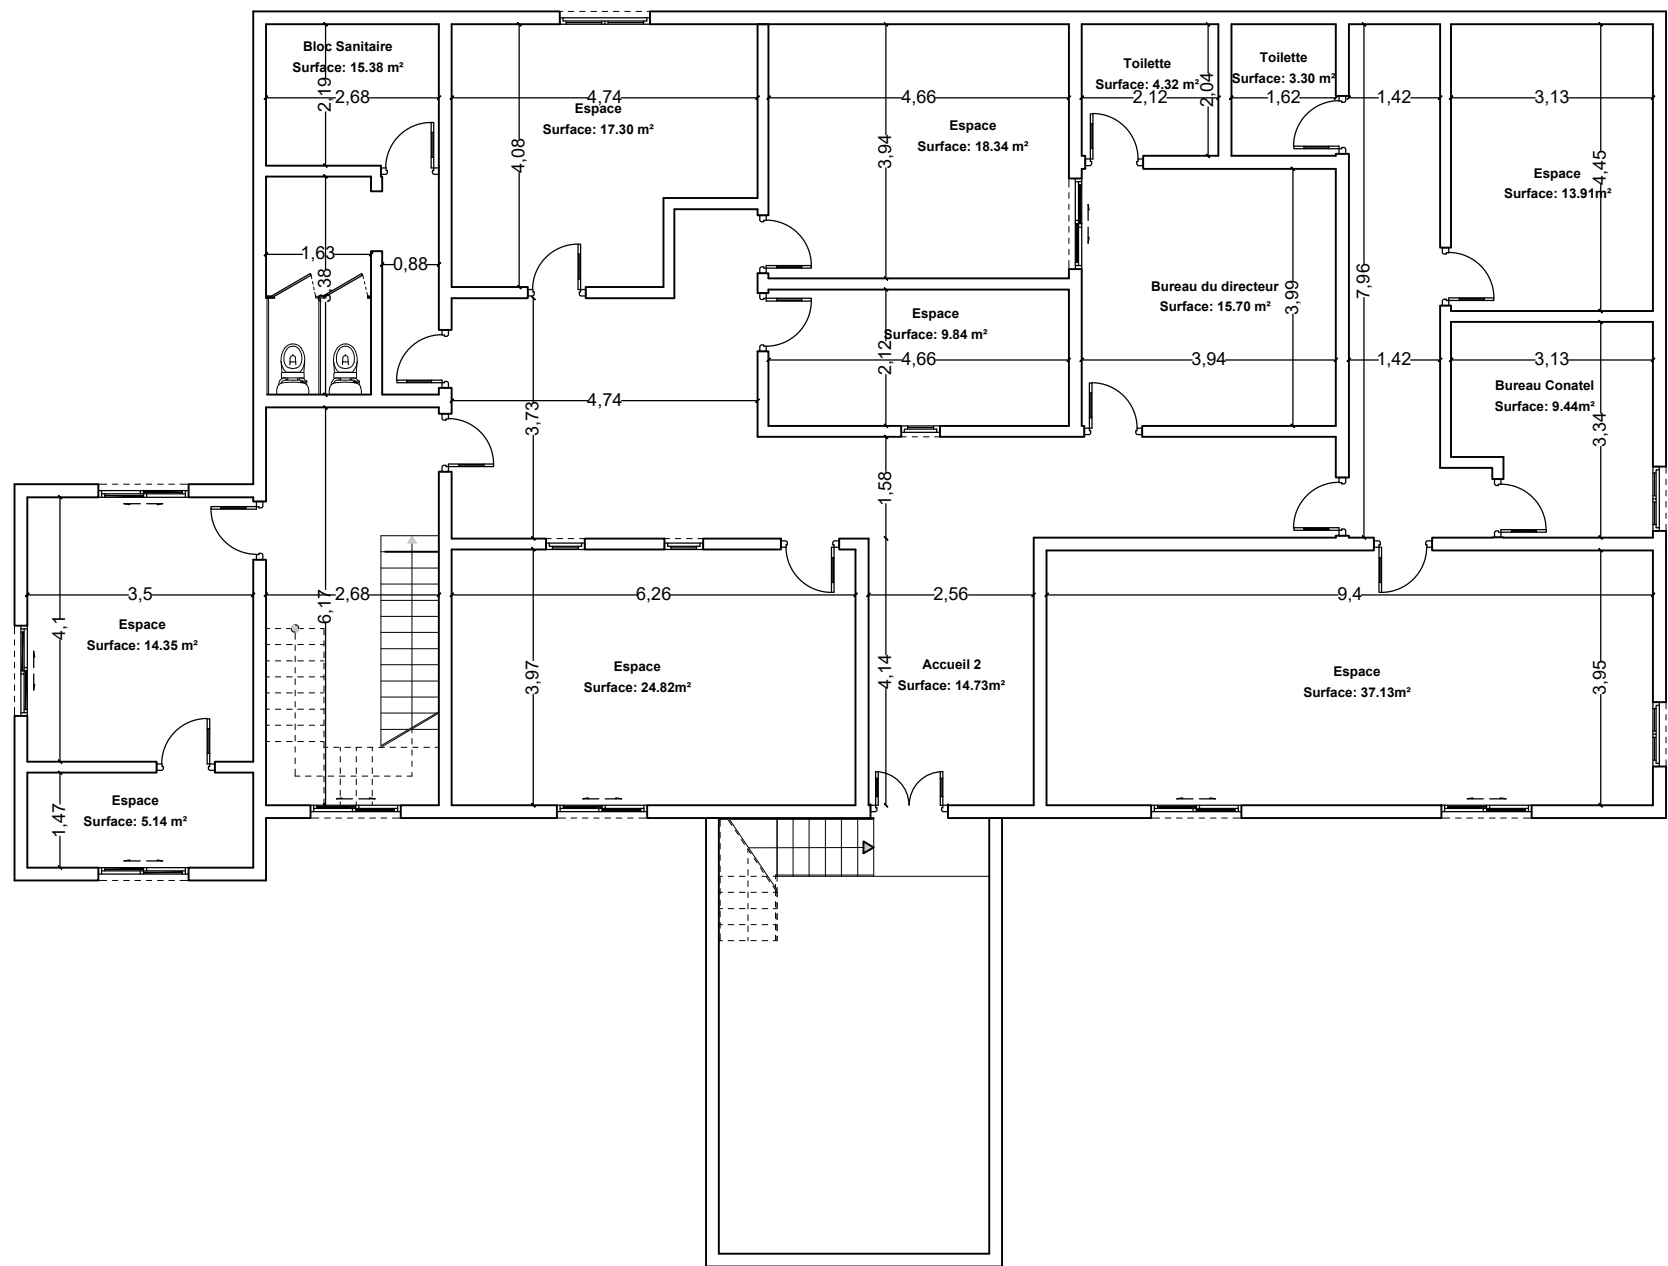 Bloc Sanitaire
Surface: 15.38 m²
2,19
2,68
4,74
Espace
Surface: 17.30 m²
4,08
4,66
Espace
Surface: 18.34 m²
3,94
Toilette
Surface: 4.32 m²
2,12
2,04
Toilette
Surface: 3.30 m²
1,62
1,42
3,13
Espace
Surface: 13.91m²
4,45
1,63
0,88
3,38
7,96
Bureau du directeur
Surface: 15.70 m²
3,99
3,94
Espace
Surface: 9.84 m²
2,12
4,66
1,42
3,13
Bureau Conatel
Surface: 9.44m²
3,34
4,74
3,73
1,58
3,5
4,1
Espace
Surface: 14.35 m²
2,68
6,17
6,26
Espace
Surface: 24.82m²
3,97
2,56
Accueil 2
Surface: 14.73m²
4,14
9,4
Espace
Surface: 37.13m²
3,95
Espace
Surface: 5.14 m²
1,47